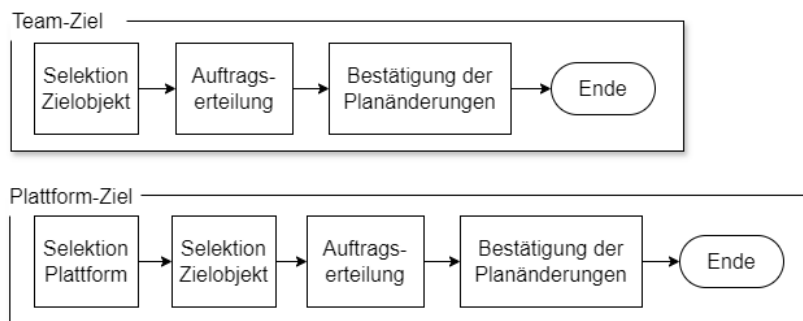 Team-Ziel
Selektion
Zielobjekt
Auftrags-
erteilung
Bestätigung der
Planänderungen
Ende
Plattform-Ziel
Selektion
Plattform
Selektion
Zielobjekt
Auftrags-
erteilung
Bestätigung der
Planänderungen
Ende